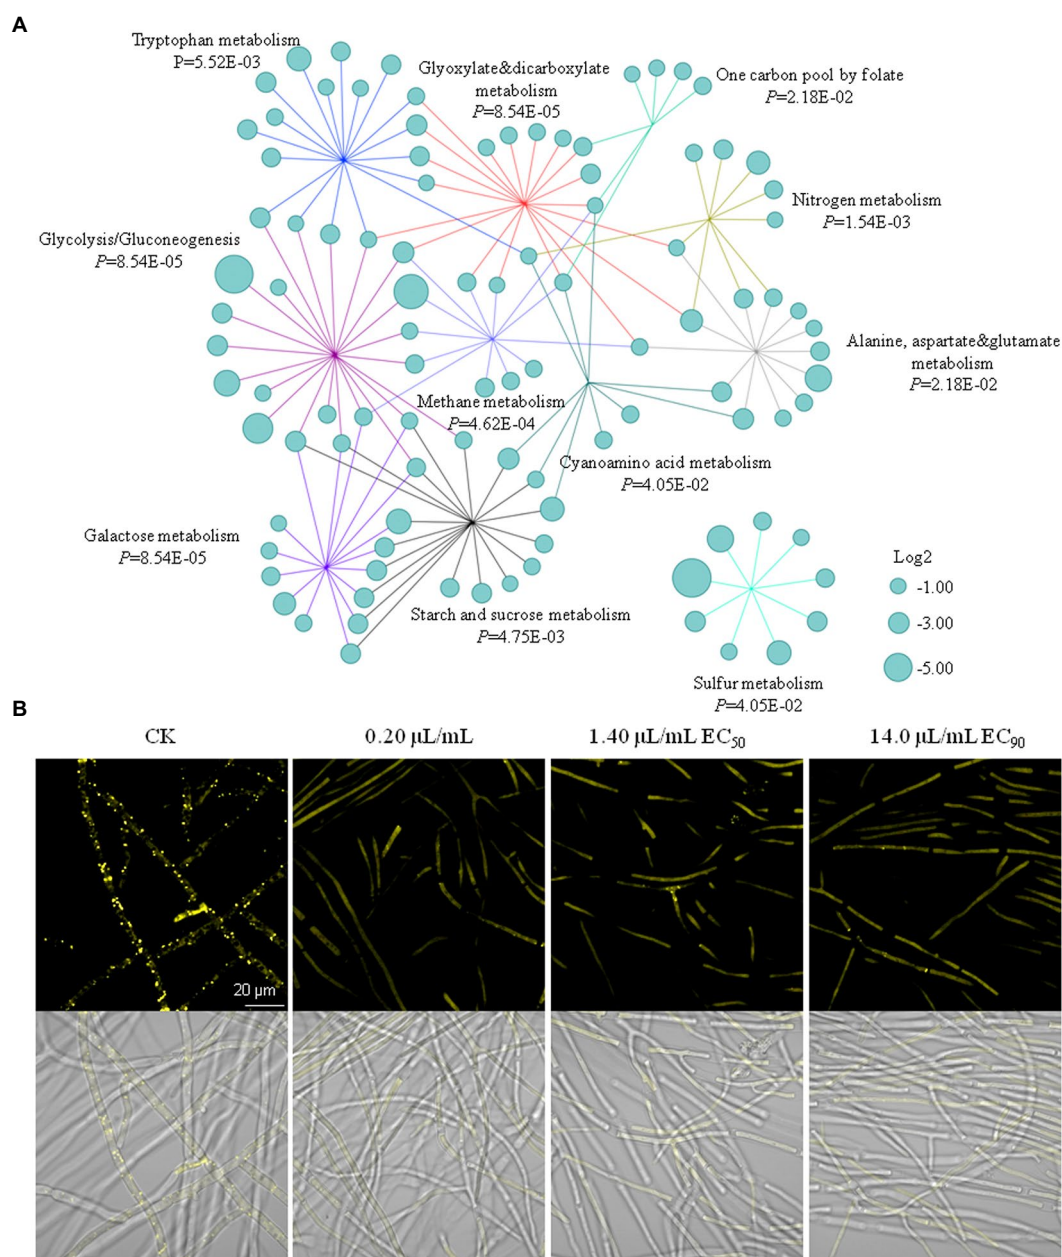 A
Tryptophan metabolism
P=5.52E-03
Glyoxylate&dicarboxylate
metabolism
P=8.54E-05
One carbon pool by folate
P=2.18E-02
Nitrogen metabolism
P=1.54E-03
Glycolysis/Gluconeogenesis
P=8.54E-05
Alanine, aspartate&glutamate
metabolism
P=2.18E-02
Methane metabolism
P=4.62E-04
Cyanoamino acid metabolism
P=4.05E-02
Galactose metabolism
P=8.54E-05
Starch and sucrose metabolism
P=4.75E-03
Log2
-1.00
-3.00
-5.00
Sulfur metabolism
P=4.05E-02
B
CK
0.20 μL/mL
1.40 μL/mL EC50
14.0 μL/mL EC90
20 μm